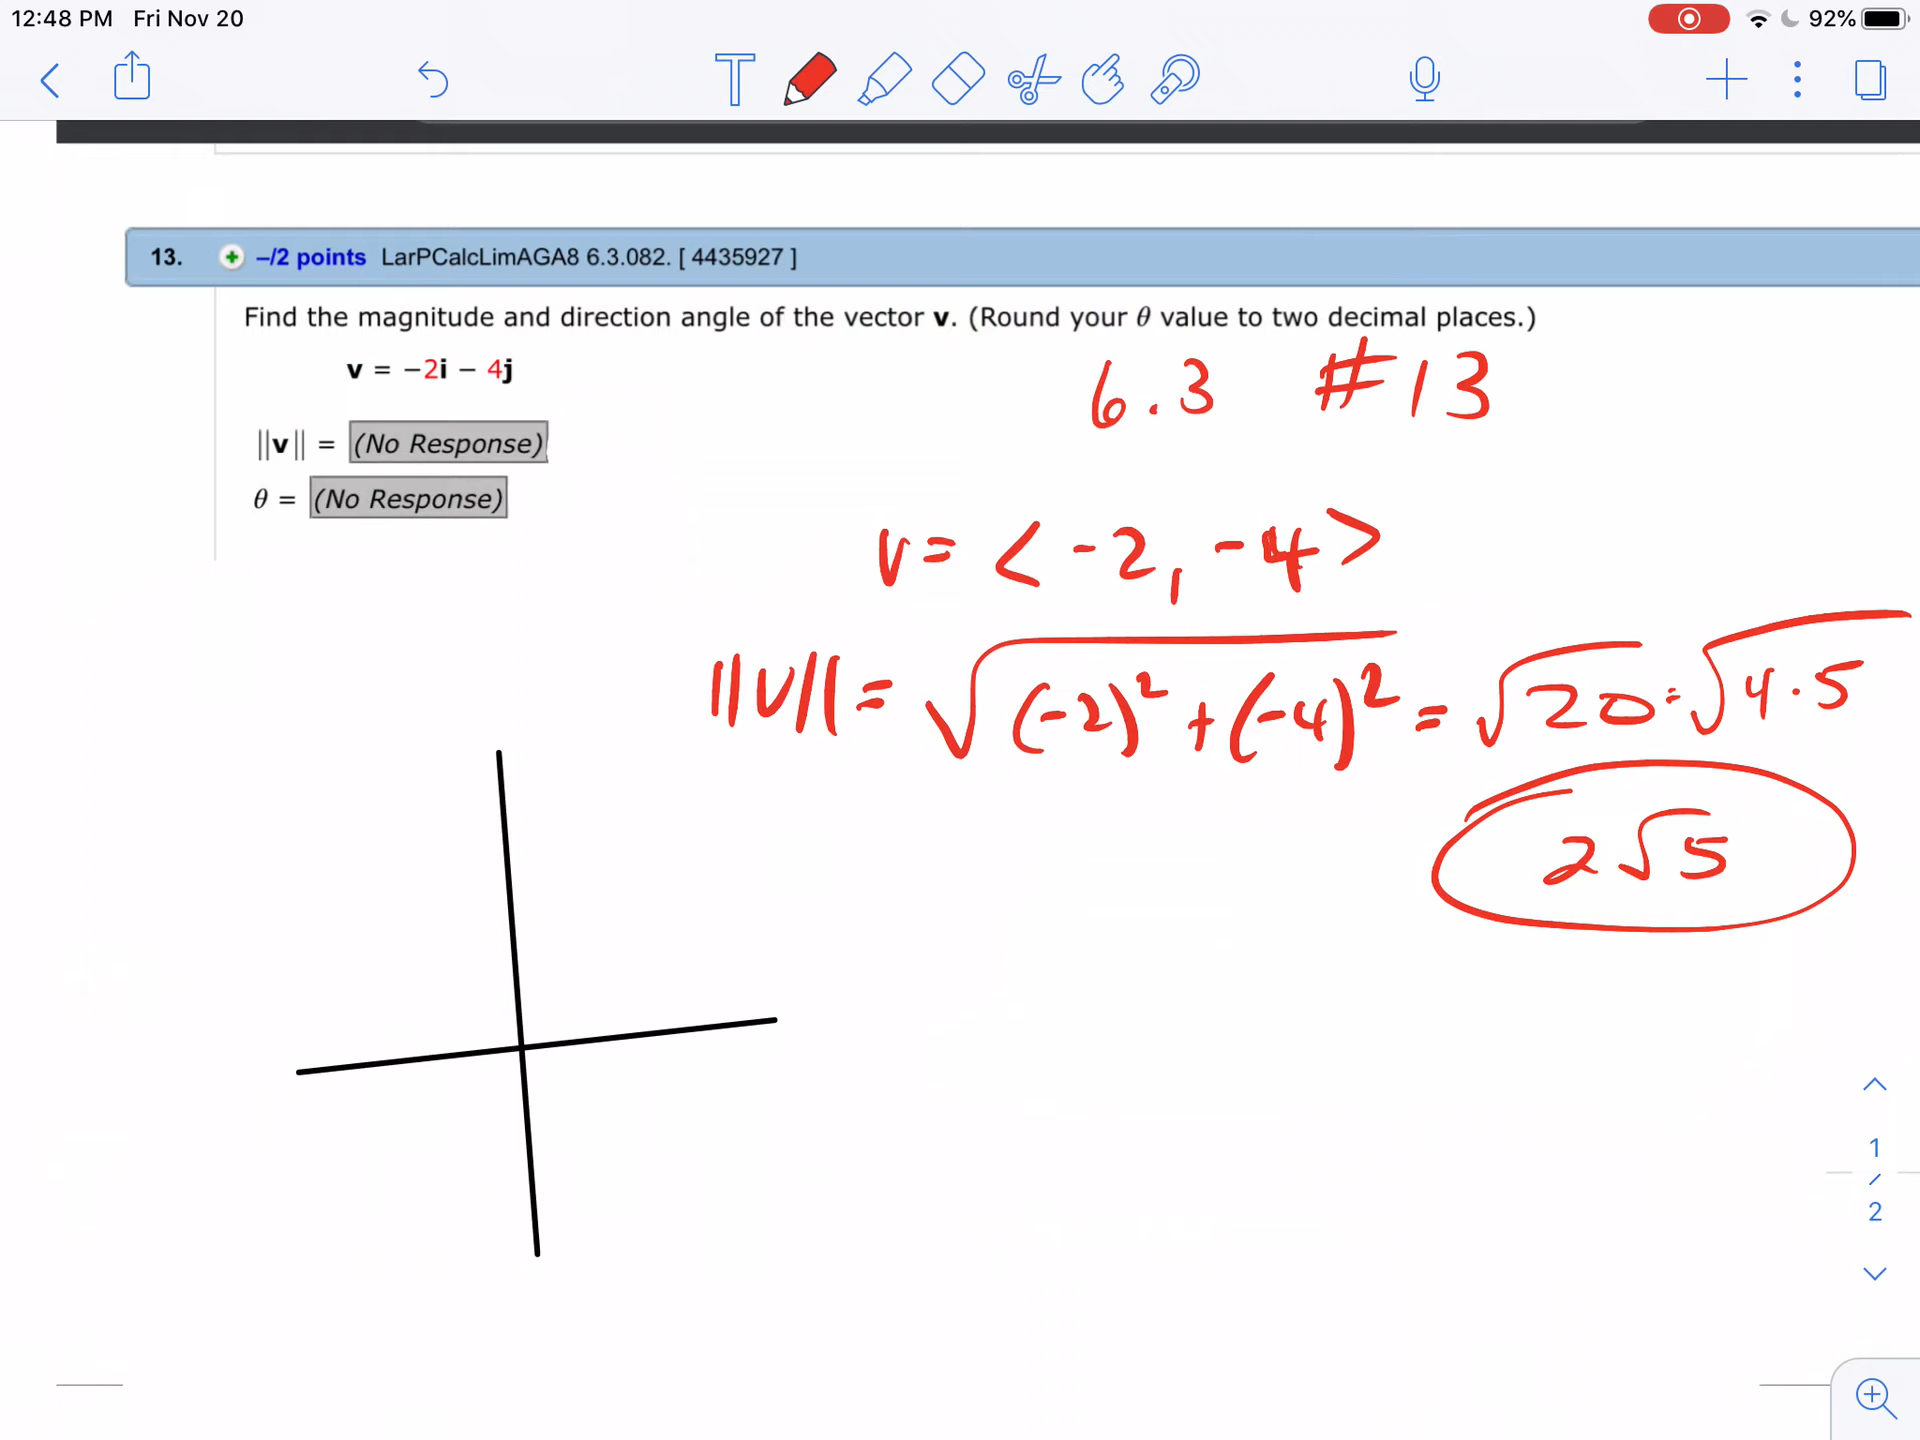 12:48 PM Fri Nov 20
92%
13. –/2 points LarPCalcLimAGA8 6.3.082. [ 4435927 ]
Find the magnitude and direction angle of the vector v. (Round your θ value to two decimal places.)
v = −2i − 4j
6.3 #13
||v|| = (No Response)
θ = (No Response)
v = < -2, -4 >
||v|| = √((-2)² + (-4)²) = √20 = √4·5
2√5
1
/
2